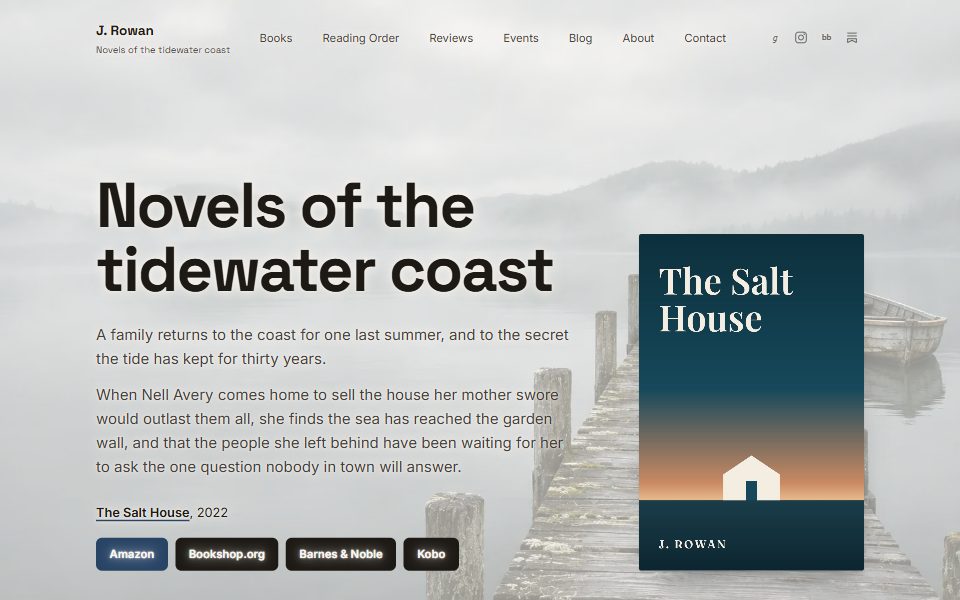 J. Rowan
Novels of the tidewater coast
Books Reading Order Reviews Events Blog About Contact
g bb
Novels of the
tidewater coast
A family returns to the coast for one last summer, and to the secret
the tide has kept for thirty years.
When Nell Avery comes home to sell the house her mother swore
would outlast them all, she finds the sea has reached the garden
wall, and that the people she left behind have been waiting for her
to ask the one question nobody in town will answer.
The Salt House, 2022
Amazon Bookshop.org Barnes & Noble Kobo
The Salt
House
J. ROWAN